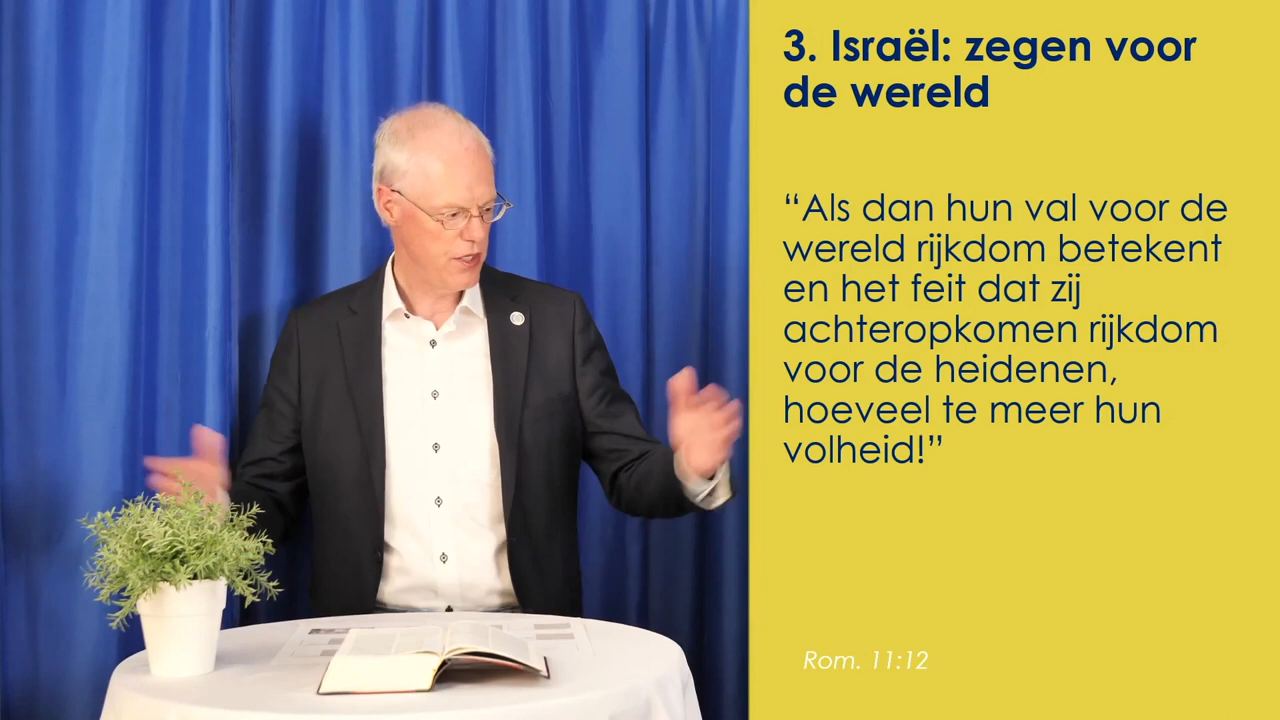 3. Israël: zegen voor
de wereld
“Als dan hun val voor de
wereld rijkdom betekent
en het feit dat zij
achteropkomen rijkdom
voor de heidenen,
hoeveel te meer hun
volheid!”
Rom. 11:12